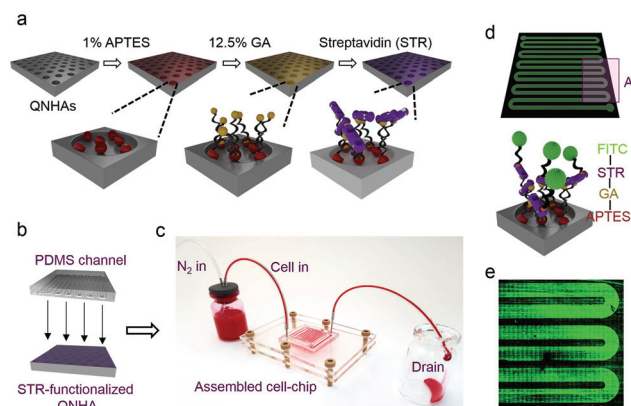 a
1% APTES
12.5% GA
Streptavidin (STR)
QNHAs
b
PDMS channel
STR-functionalized
QNHA
c
N2 in
Cell in
Drain
Assembled cell-chip
d
A
FITC
STR
GA
APTES
e